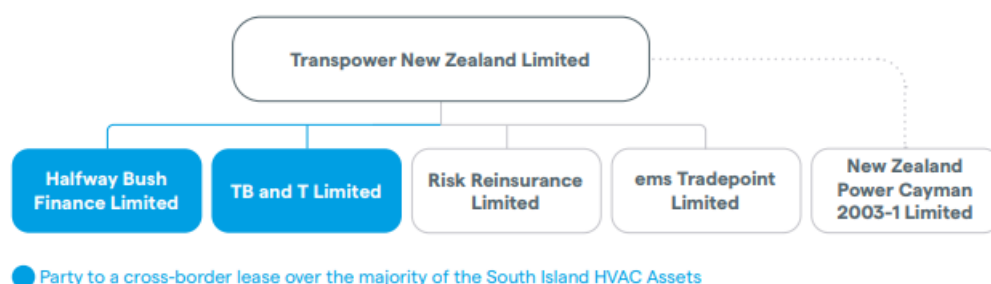 Transpower New Zealand Limited
Halfway Bush
Finance Limited
TB and T Limited
Risk Reinsurance
Limited
ems Tradepoint
Limited
New Zealand
Power Cayman
2003-1 Limited
Party to a cross-border lease over the majority of the South Island HVAC Assets